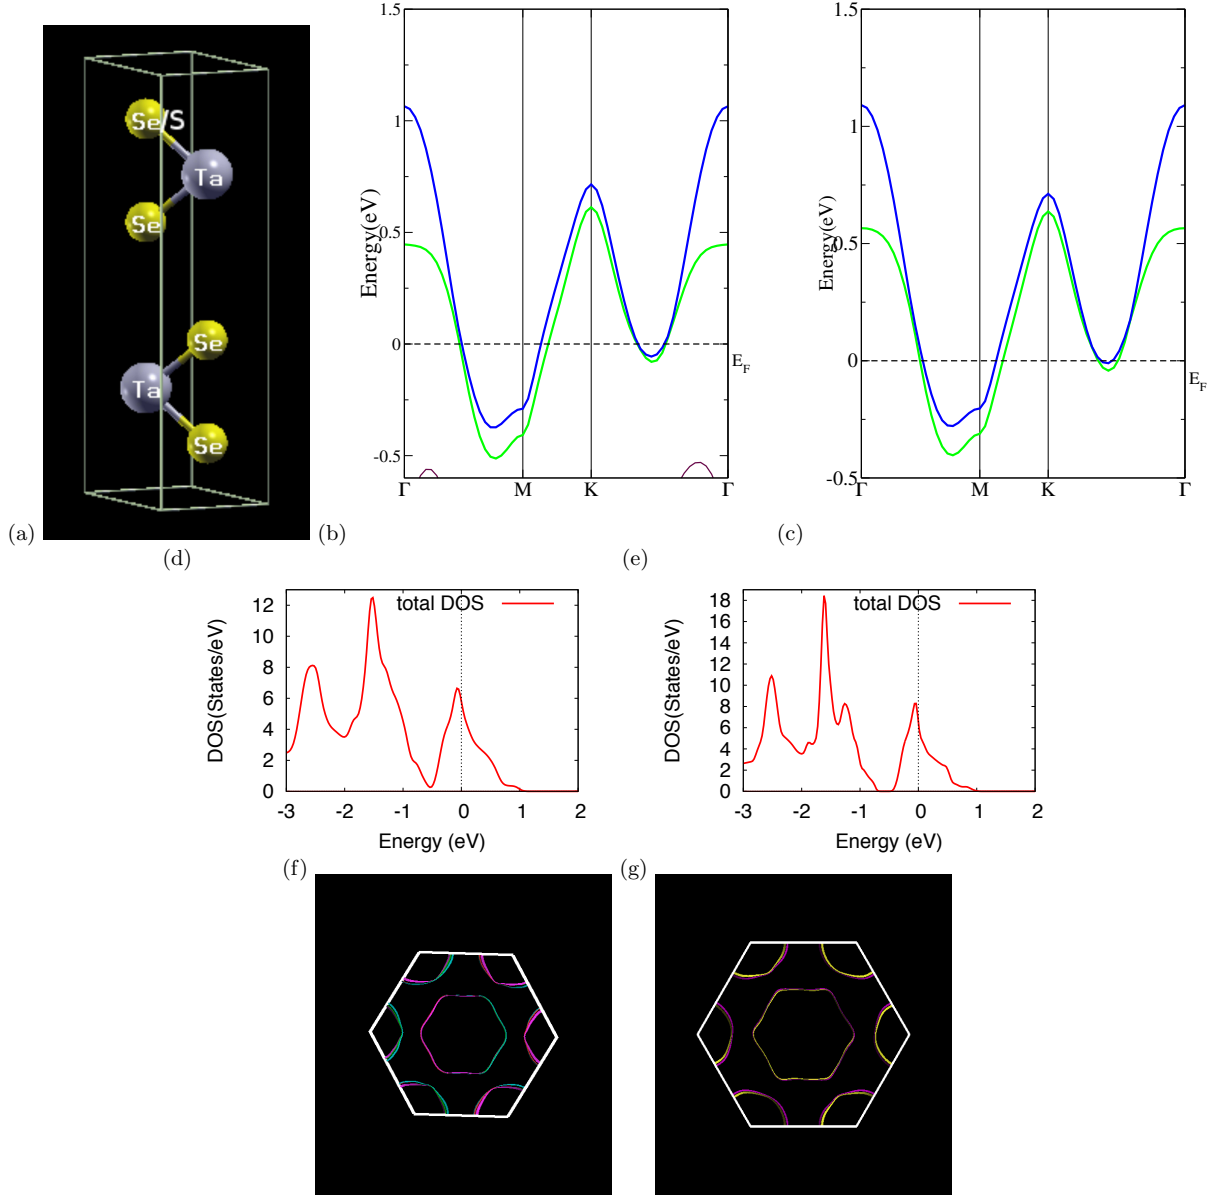 Se/S
Ta
Se
Se
Ta
Se
(a)
1.5
1
0.5
0
-0.5
Energy(eV)
Γ
M
K
Γ
E_F
(b)
1.5
1
0.5
0
-0.5
Energy(eV)
Γ
M
K
Γ
E_F
(c)
(d)
12
10
8
6
4
2
0
DOS(States/eV)
total DOS
-3 -2 -1 0 1 2
Energy (eV)
(e)
18
16
14
12
10
8
6
4
2
0
DOS(States/eV)
total DOS
-3 -2 -1 0 1 2
Energy (eV)
(f)
(g)